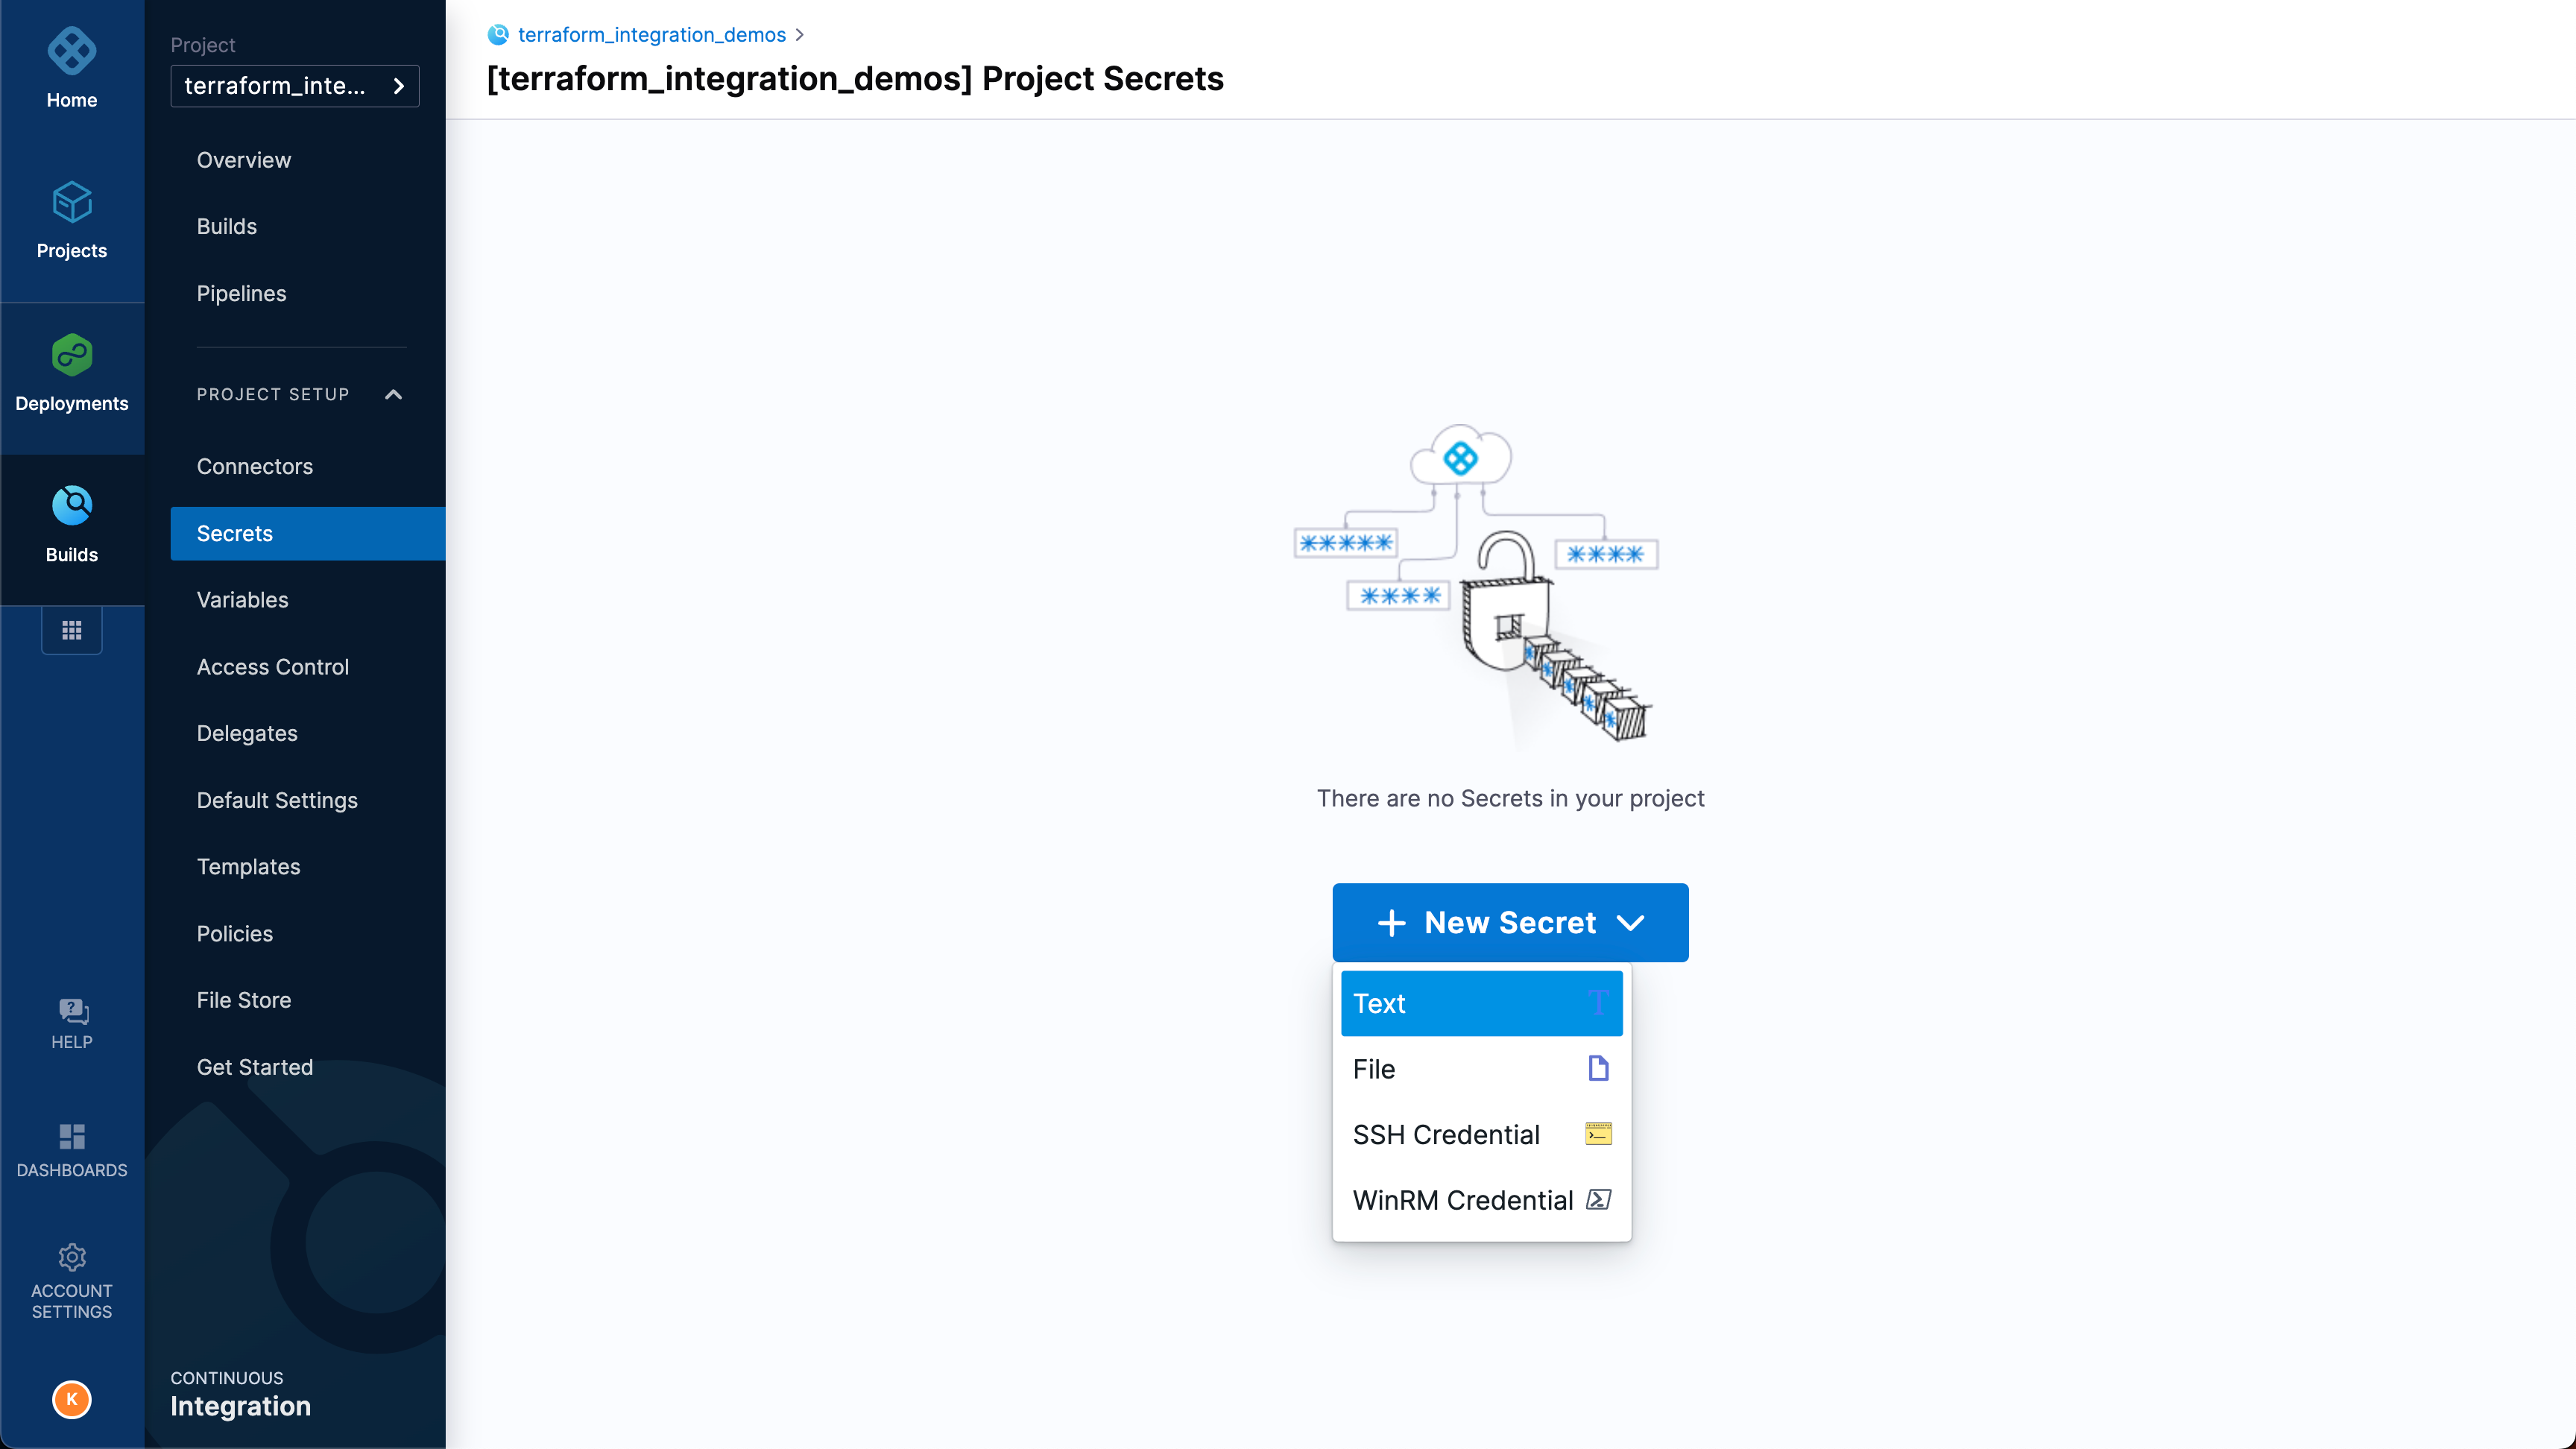 Home
Projects
Deployments
Builds
HELP
DASHBOARDS
ACCOUNT
SETTINGS
K
Project
terraform_inte...
Overview
Builds
Pipelines
PROJECT SETUP
Connectors
Secrets
Variables
Access Control
Delegates
Default Settings
Templates
Policies
File Store
Get Started
CONTINUOUS
Integration
terraform_integration_demos >
[terraform_integration_demos] Project Secrets
There are no Secrets in your project
+ New Secret
Text
File
SSH Credential
WinRM Credential